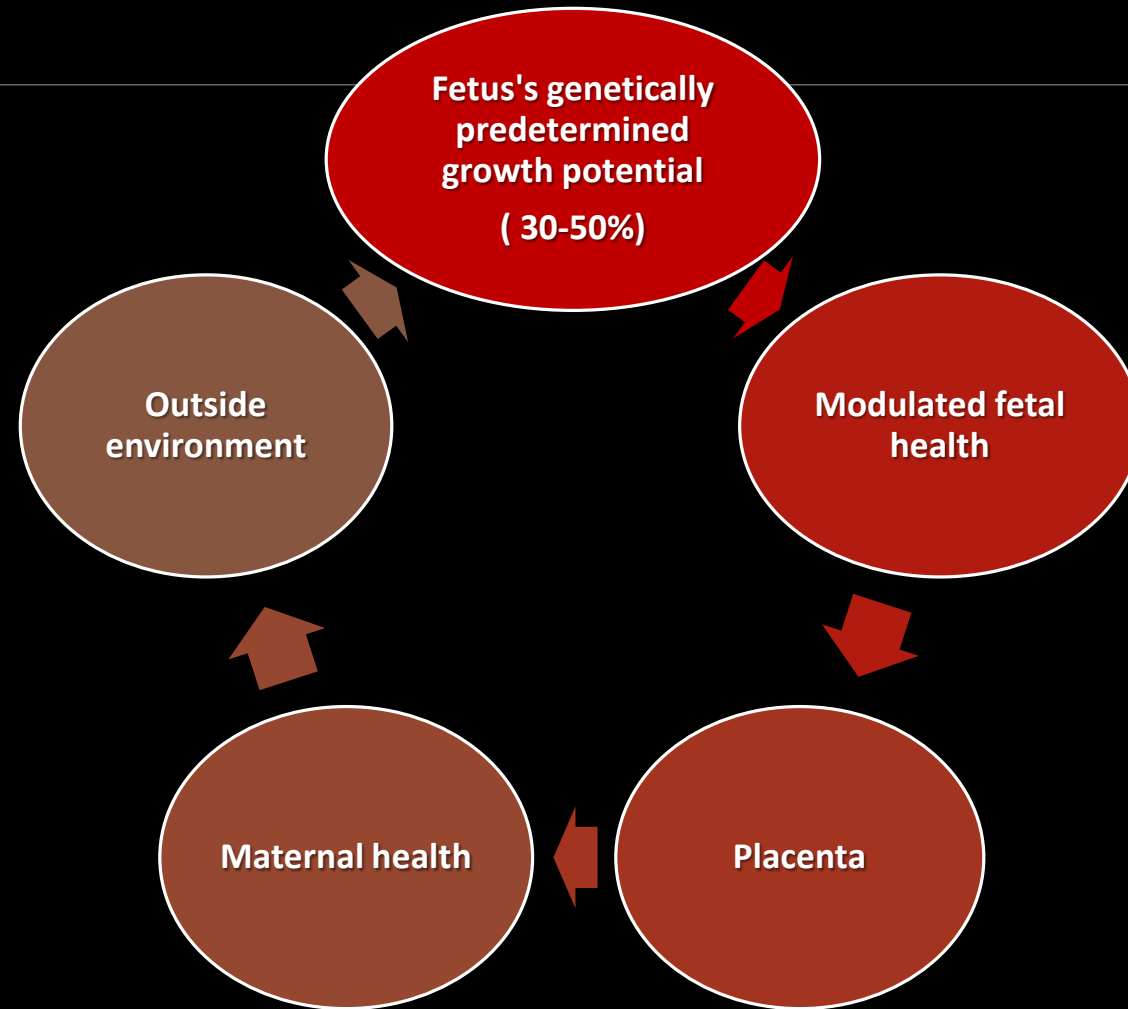 Fetus's genetically
predetermined
growth potential
( 30-50%)
Modulated fetal
health
Placenta
Maternal health
Outside
environment